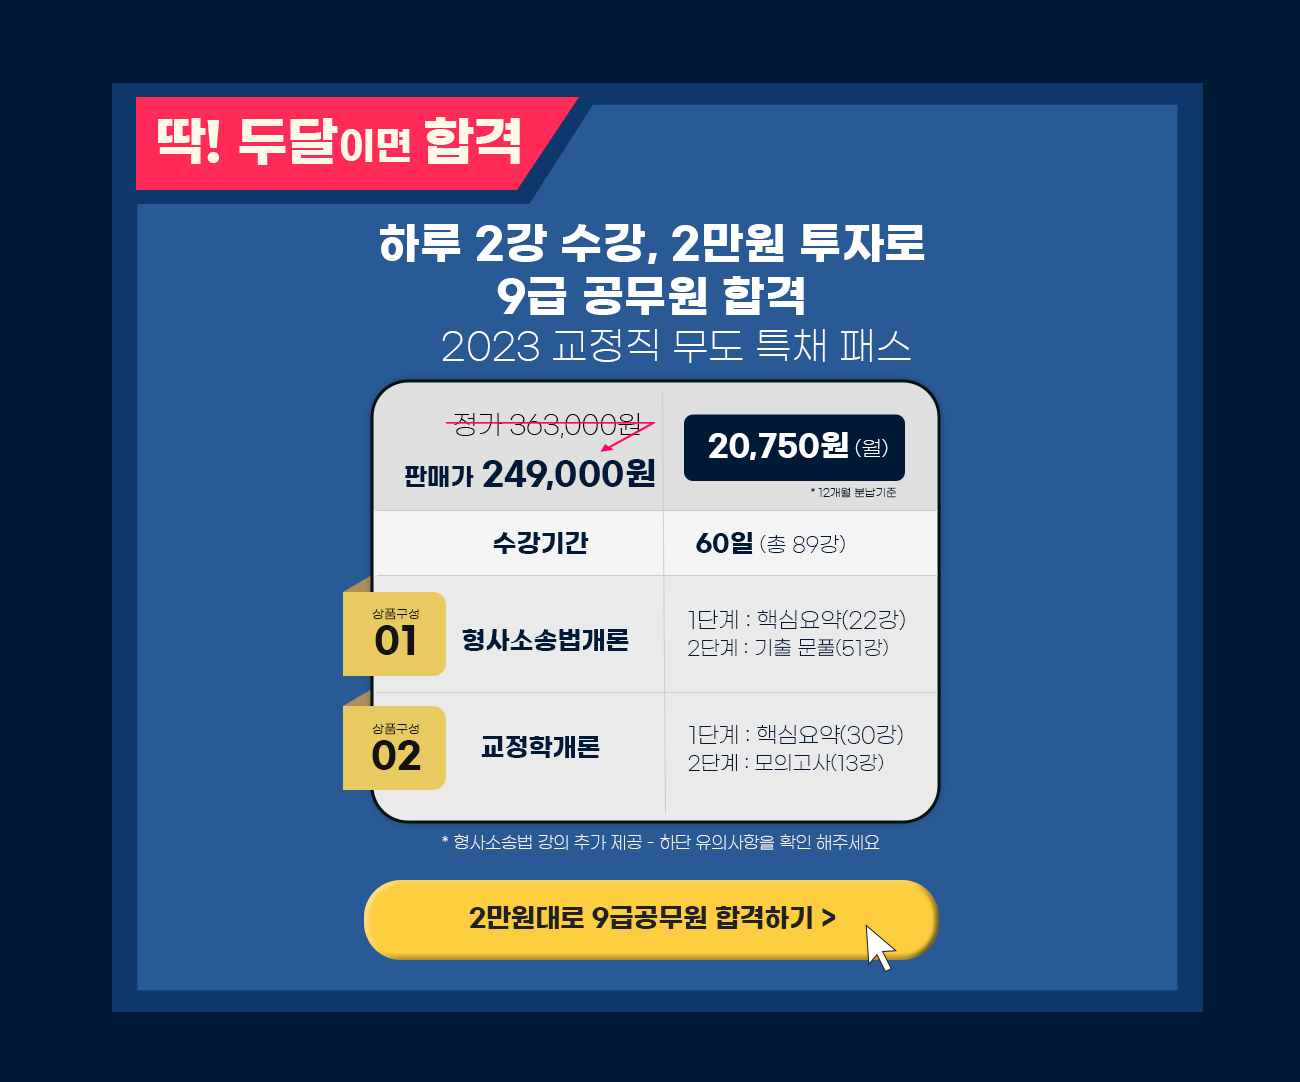 딱! 두달이면 합격
하루 2강 수강, 2만원 투자로
9급 공무원 합격
2023 교정직 무도 특채 패스
정가 363,000원
판매가 249,000원
20,750원 (월)
* 12개월 분납기준
수강기간
60일 (총 89강)
상품구성
01
형사소송법개론
1단계 : 핵심요약(22강)
2단계 : 기출 문풀(51강)
상품구성
02
교정학개론
1단계 : 핵심요약(30강)
2단계 : 모의고사(13강)
* 형사소송법 강의 추가 제공 - 하단 유의사항을 확인 해주세요
2만원대로 9급공무원 합격하기 >